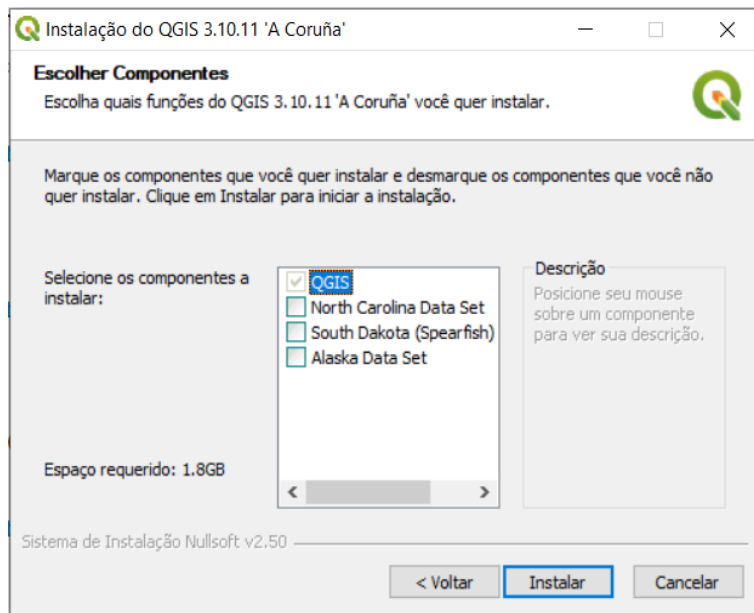 Instalação do QGIS 3.10.11 'A Coruña'
Escolher Componentes
Escolha quais funções do QGIS 3.10.11 'A Coruña' você quer instalar.
Marque os componentes que você quer instalar e desmarque os componentes que você não
quer instalar. Clique em Instalar para iniciar a instalação.
Selecione os componentes a
instalar:
QGIS
North Carolina Data Set
South Dakota (Spearfish)
Alaska Data Set
Descrição
Posicione seu mouse
sobre um componente
para ver sua descrição.
Espaço requerido: 1.8GB
Sistema de Instalação Nullsoft v2.50
< Voltar
Instalar
Cancelar